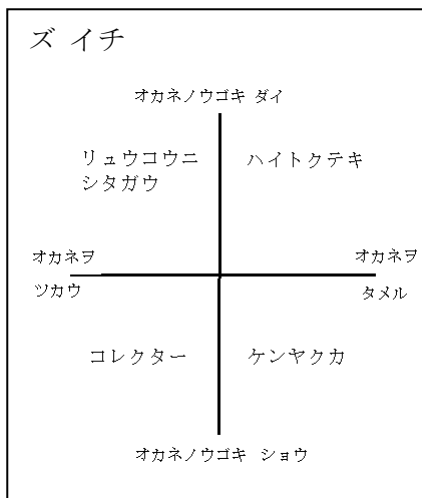 ズ イチ
オカネノウゴキ ダイ
リュウコウニ
シタガウ
ハイトクテキ
オカネヲ
ツカウ
オカネヲ
タメル
コレクター
ケンヤクカ
オカネノウゴキ ショウ